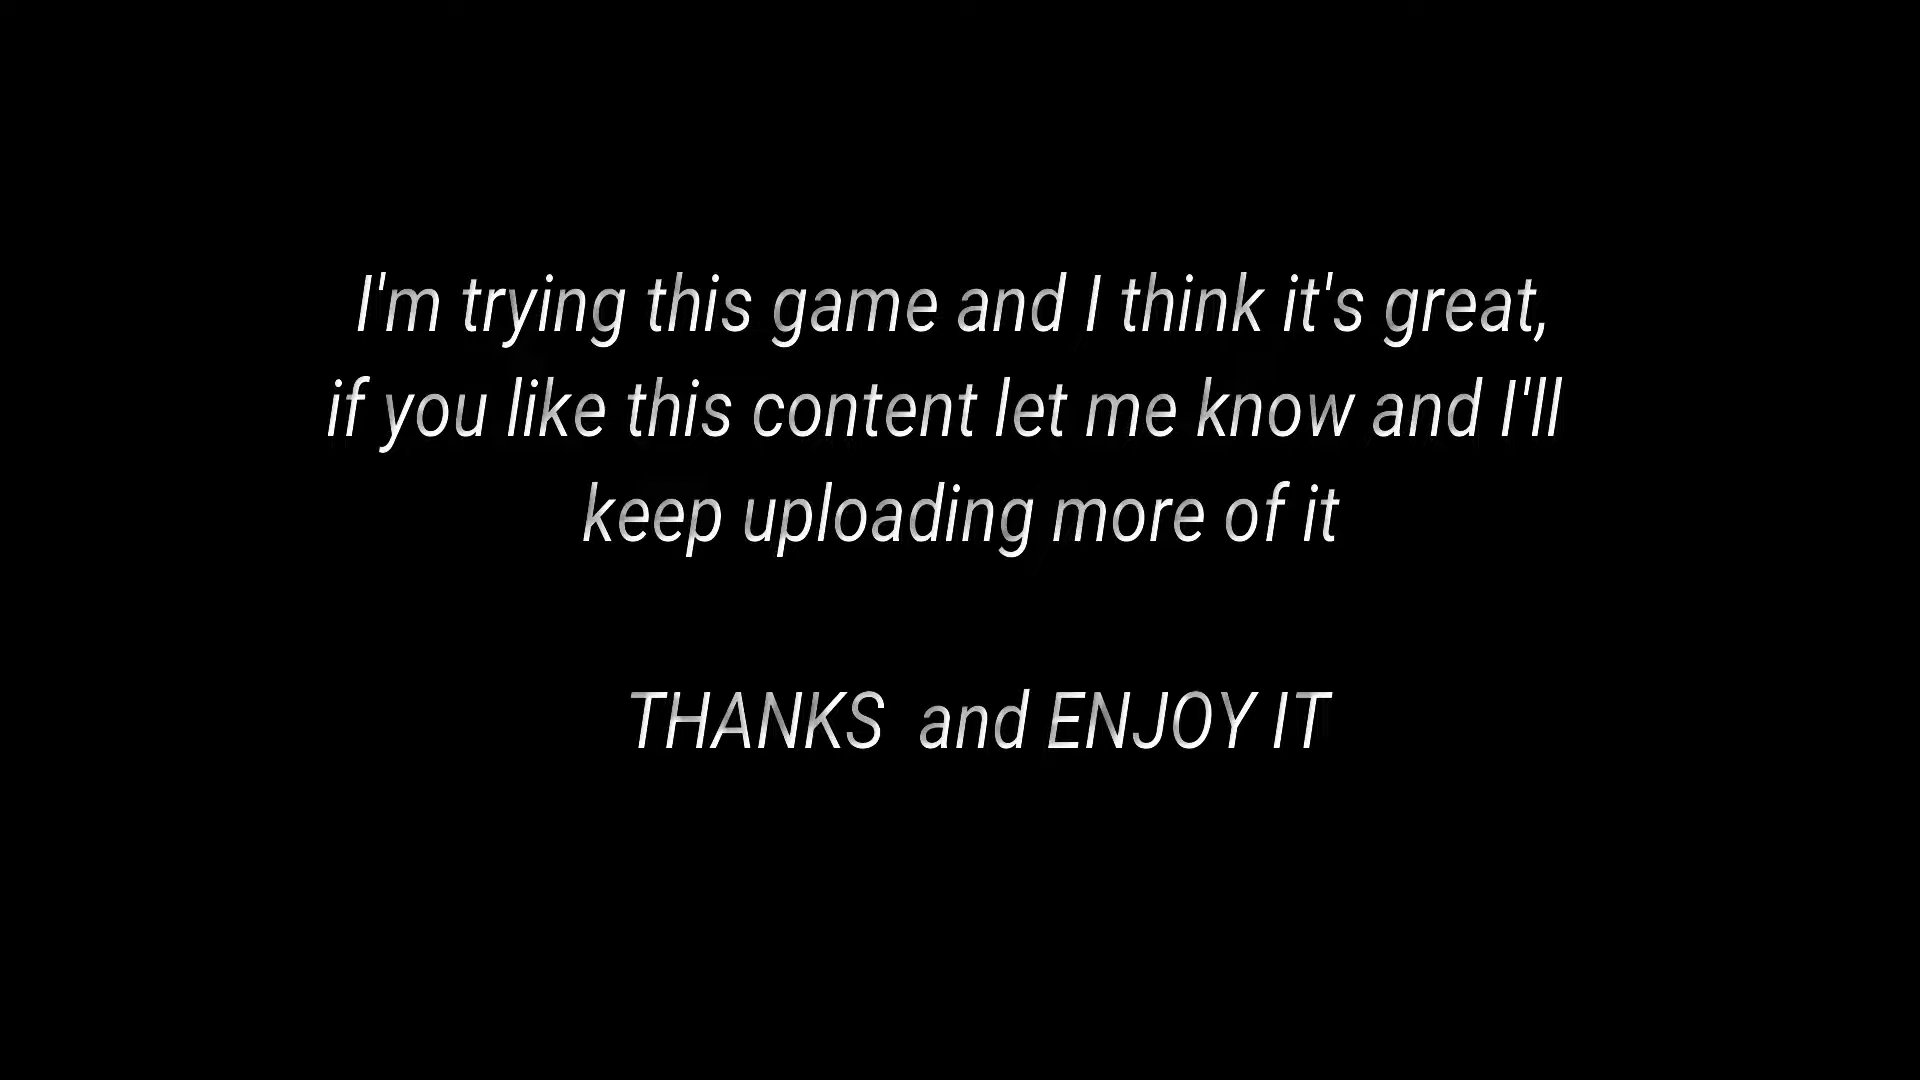 I'm trying this game and I think it's great,
if you like this content let me know and I'll
keep uploading more of it
THANKS  and ENJOY IT